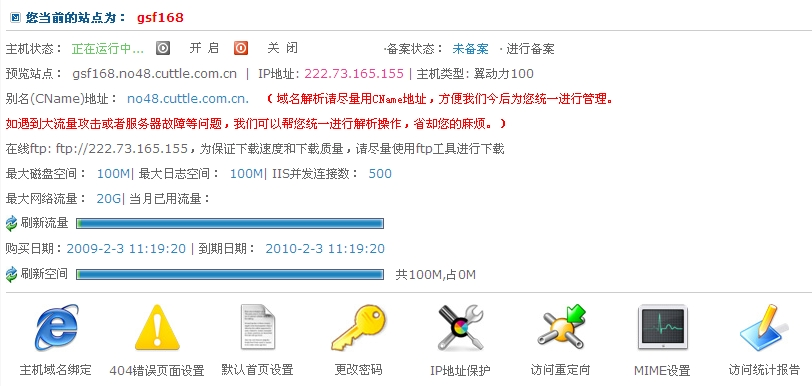 您当前的站点为： gsf168
主机状态： 正在运行中... 开 启 关 闭 ·备案状态： 未备案 ·进行备案
预览站点： gsf168.no48.cuttle.com.cn | IP地址: 222.73.165.155 | 主机类型: 翼动力100
别名(CName)地址： no48.cuttle.com.cn. （ 域名解析请尽量用CName地址，方便我们今后为您统一进行管理。
如遇到大流量攻击或者服务器故障等问题，我们可以帮您统一进行解析操作，省却您的麻烦。）
在线ftp: ftp://222.73.165.155，为保证下载速度和下载质量，请尽量使用ftp工具进行下载
最大磁盘空间： 100M| 最大日志空间： 100M| IIS并发连接数： 500
最大网络流量： 20G| 当月已用流量：
刷新流量
购买日期：2009-2-3 11:19:20 | 到期日期： 2010-2-3 11:19:20
刷新空间 共100M,占0M
主机域名绑定 404错误页面设置 默认首页设置 更改密码 IP地址保护 访问重定向 MIME设置 访问统计报告